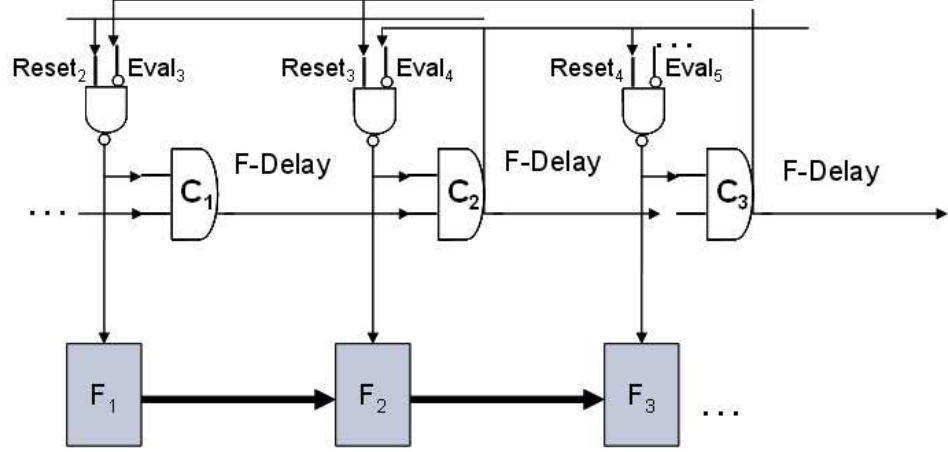 Reset2 Eval3 Reset3 Eval4 Reset4 Eval5
. . . .
F-Delay F-Delay F-Delay
C1 C2 C3
. . .
F1 F2 F3 . . .